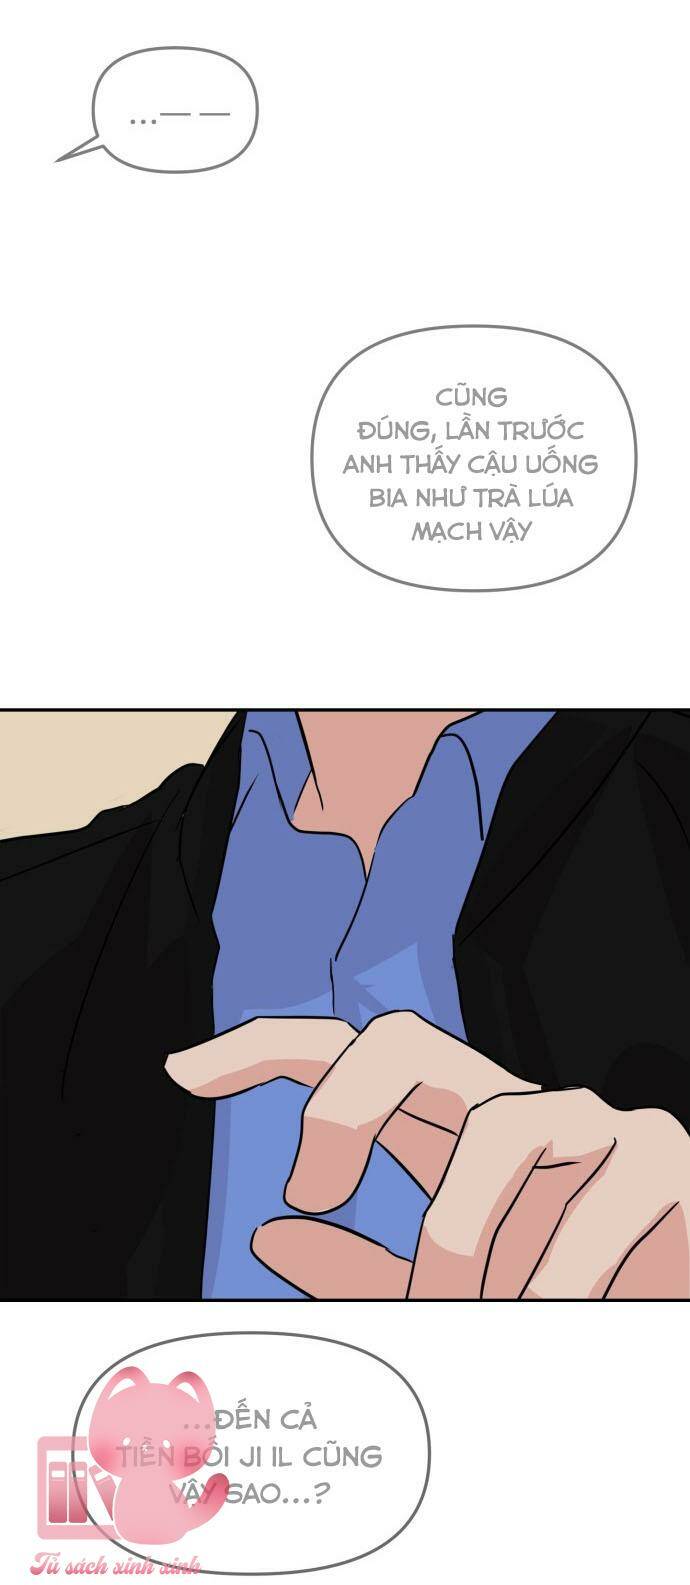 ...— —
CŨNG
ĐÚNG, LẦN TRƯỚC
ANH THẤY CẬU UỐNG
BIA NHƯ TRÀ LÚA
MẠCH VẬY
...ĐẾN CẢ
TIỀN BỐI JI IL CŨNG
VẬY SAO...?
Tủ sách xinh xinh